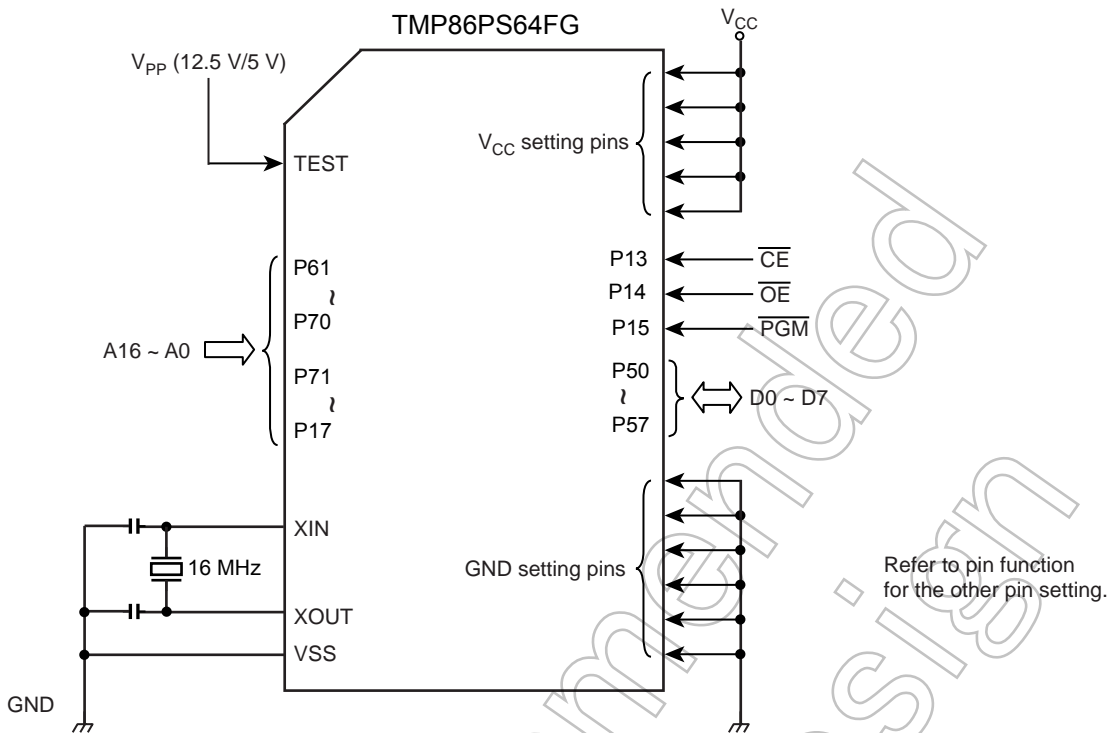 TMP86PS64FG
VCC
VPP (12.5 V/5 V)
VCC setting pins
TEST
P61
~
P70
P71
~
P17
A16 ~ A0
P13
CE
P14
OE
P15
PGM
P50
~
P57
D0 ~ D7
XIN
16 MHz
XOUT
VSS
GND
GND setting pins
Refer to pin function
for the other pin setting.
mended
esign